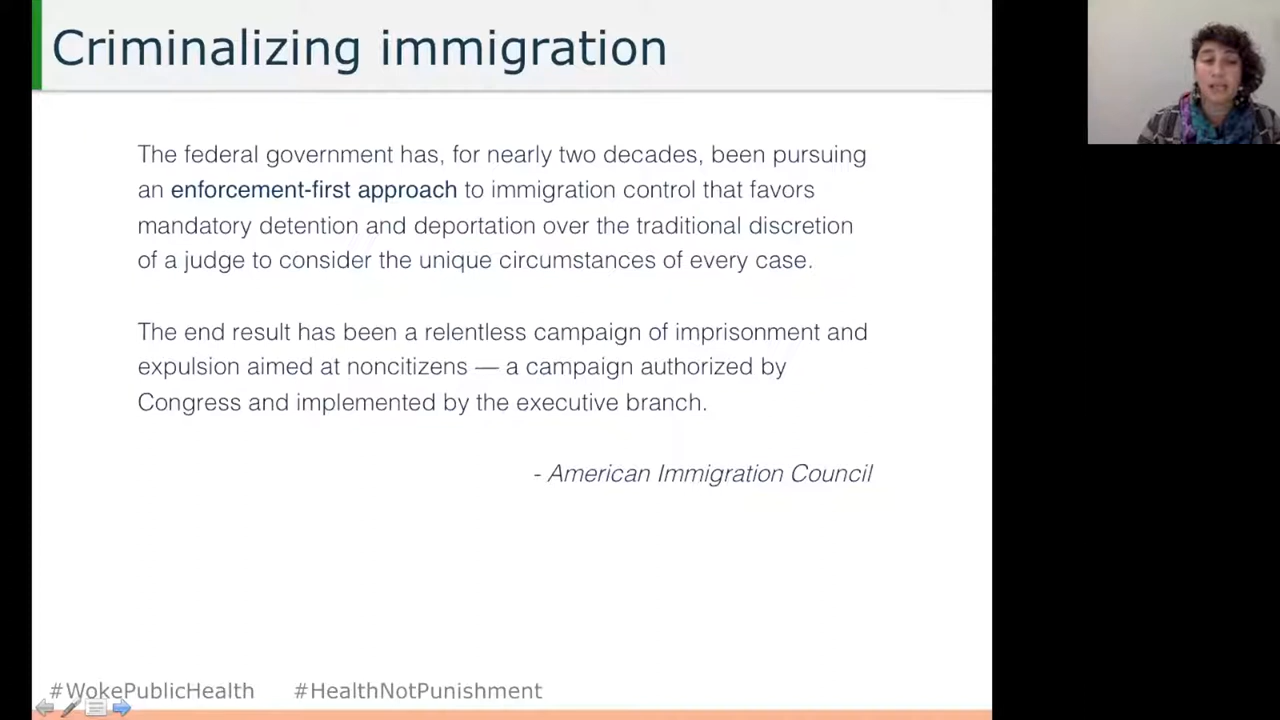 Criminalizing immigration
The federal government has, for nearly two decades, been pursuing
an enforcement-first approach to immigration control that favors
mandatory detention and deportation over the traditional discretion
of a judge to consider the unique circumstances of every case.
The end result has been a relentless campaign of imprisonment and
expulsion aimed at noncitizens — a campaign authorized by
Congress and implemented by the executive branch.
- American Immigration Council
#WokePublicHealth #HealthNotPunishment